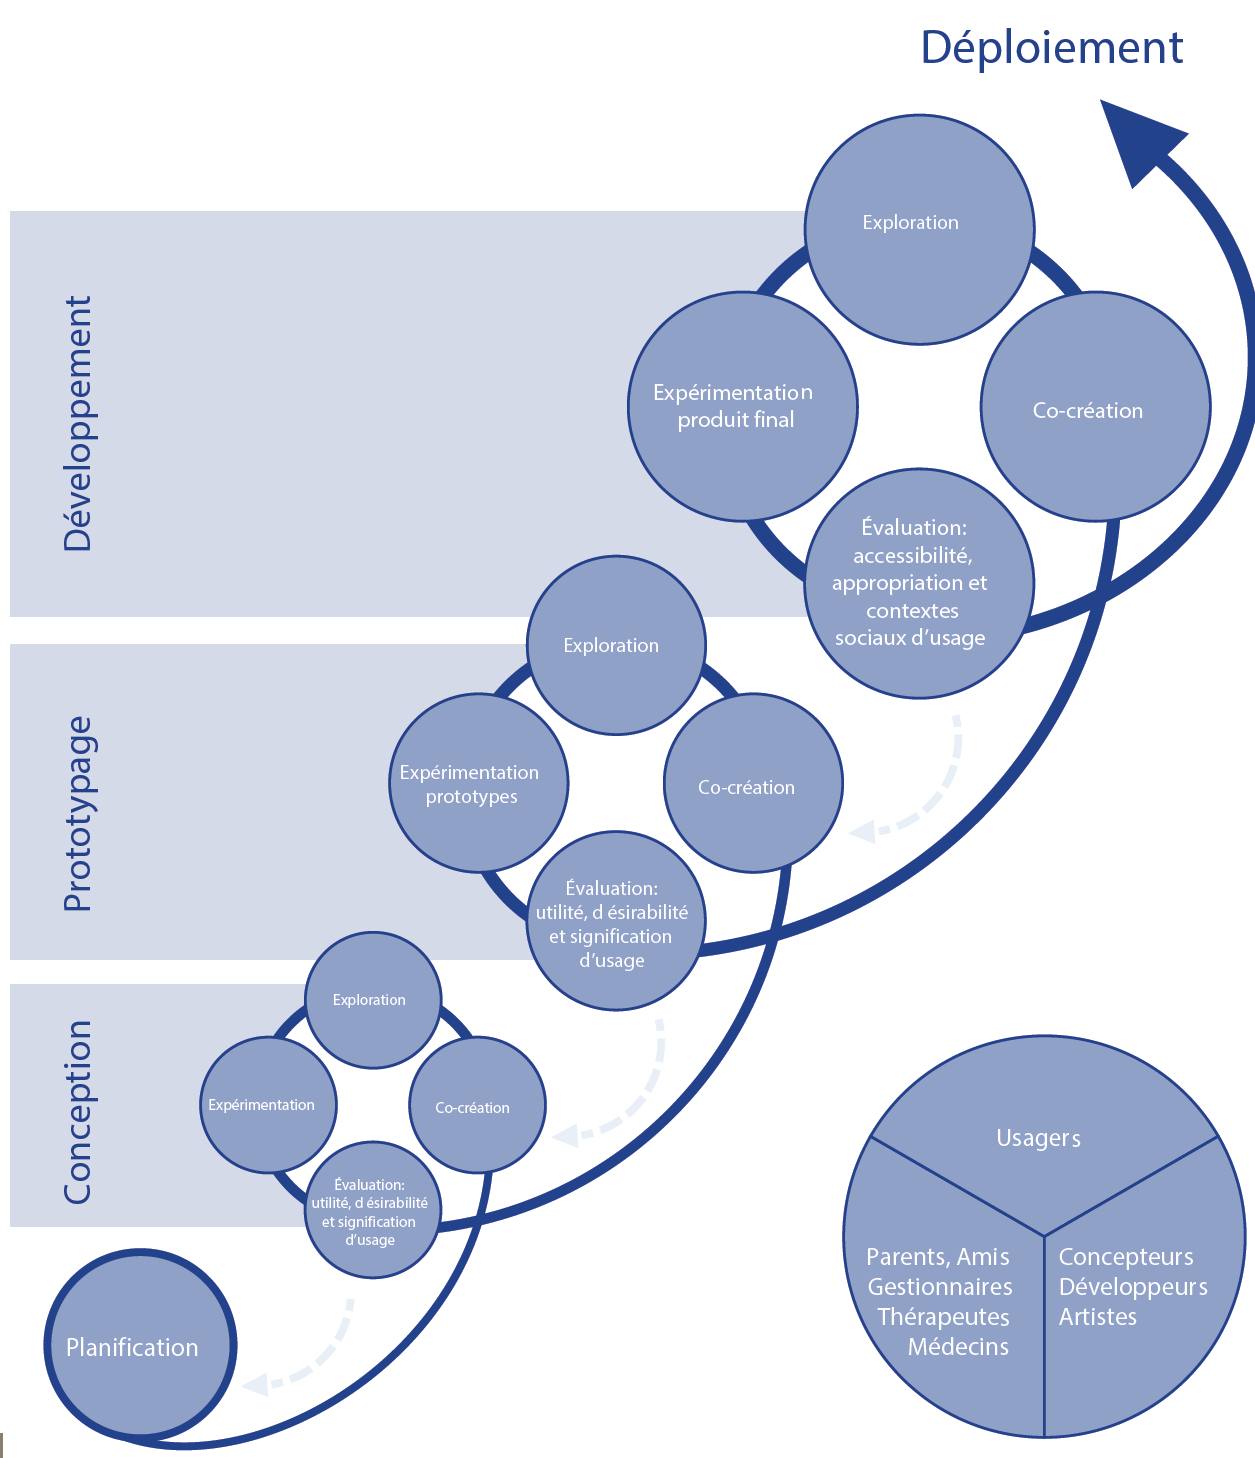 Déploiement
Développement
Exploration
Expérimentation
produit final
Co-création
Évaluation:
accessibilité,
appropriation et
contextes
sociaux d'usage
Prototypage
Exploration
Expérimentation
prototypes
Co-création
Évaluation:
utilité, d ésirabilité
et signification
d'usage
Conception
Exploration
Expérimentation
Co-création
Évaluation:
utilité, d ésirabilité
et signification
d'usage
Planification
Usagers
Parents, Amis
Gestionnaires
Thérapeutes
Médecins
Concepteurs
Développeurs
Artistes